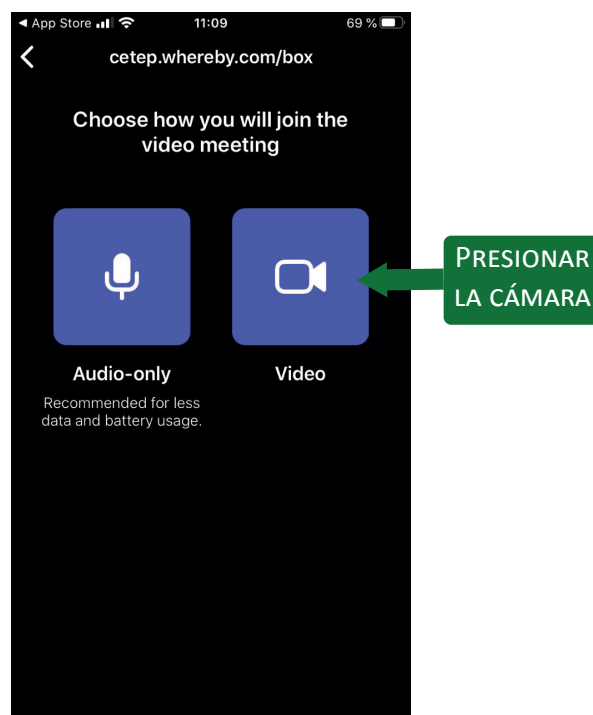 App Store 11:09 69 %
cetep.whereby.com/box
Choose how you will join the
video meeting
PRESIONAR
LA CÁMARA
Audio-only Video
Recommended for less
data and battery usage.